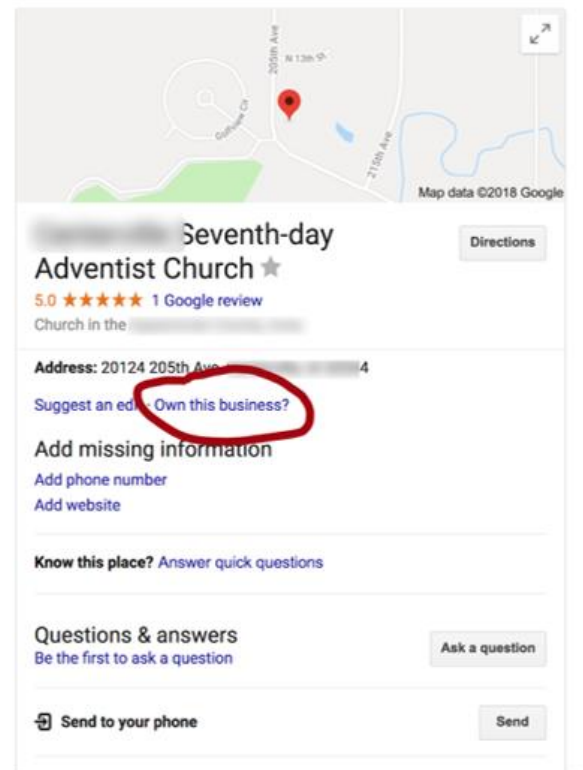 205th Ave
N 13th St
Gulfview Cir
215th Ave
Map data ©2018 Google
Seventh-day
Adventist Church
Directions
5.0 1 Google review
Church in the
Address: 20124 205th Ave 4
Suggest an edit - Own this business?
Add missing information
Add phone number
Add website
Know this place? Answer quick questions
Questions & answers
Be the first to ask a question
Ask a question
Send to your phone
Send